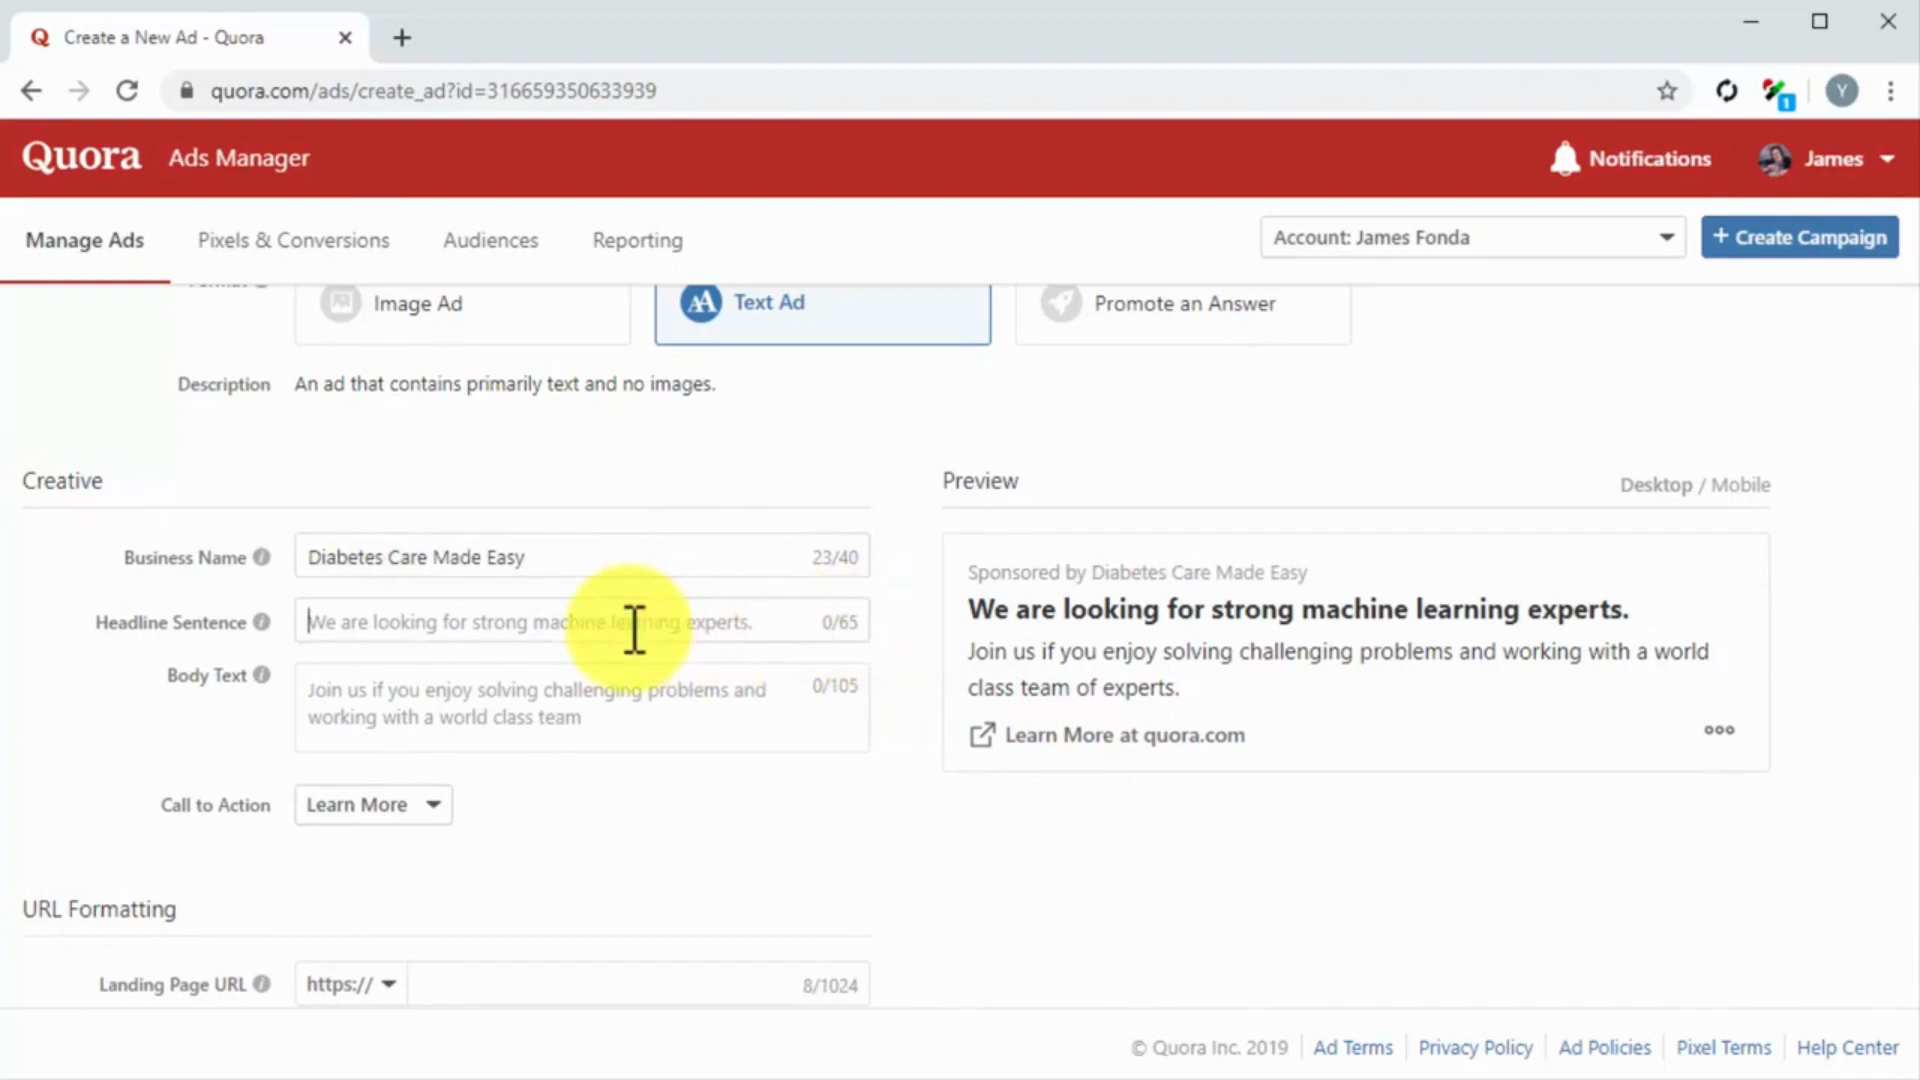 Create a New Ad - Quora
quora.com/ads/create_ad?id=316659350633939
1
Y
Quora Ads Manager
Notifications
James
Manage Ads
Pixels & Conversions
Audiences
Reporting
Account: James Fonda
+ Create Campaign
Image Ad
AA Text Ad
Promote an Answer
Description An ad that contains primarily text and no images.
Creative
Business Name Diabetes Care Made Easy 23/40
Headline Sentence We are looking for strong machine learning experts. 0/65
Body Text Join us if you enjoy solving challenging problems and 0/105
working with a world class team
Call to Action Learn More
Preview
Desktop / Mobile
Sponsored by Diabetes Care Made Easy
We are looking for strong machine learning experts.
Join us if you enjoy solving challenging problems and working with a world
class team of experts.
Learn More at quora.com
URL Formatting
Landing Page URL https:// 8/1024
© Quora Inc. 2019
Ad Terms
Privacy Policy
Ad Policies
Pixel Terms
Help Center